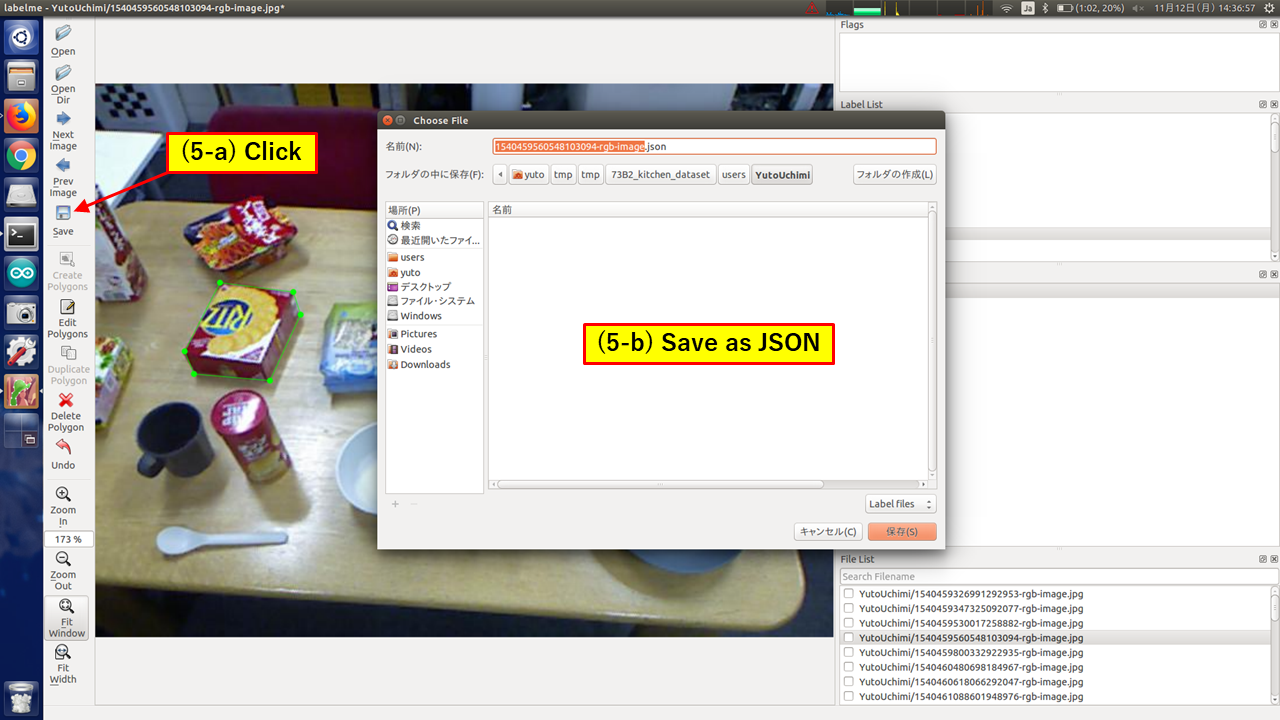 labelme - YutoUchimi/1540459560548103094-rgb-image.jpg*
Ja
(1:02, 20%)
11月12日(月) 14:36:57
Open
Open
Dir
Next
Image
Prev
Image
Save
Create
Polygons
Edit
Polygons
Duplicate
Polygon
Delete
Polygon
Undo
Zoom
In
173 %
Zoom
Out
Fit
Window
Fit
Width
(5-a) Click
RITZ
Choose File
名前(N):
1540459560548103094-rgb-image.json
フォルダの中に保存(F):
yuto
tmp
tmp
73B2_kitchen_dataset
users
YutoUchimi
フォルダの作成(L)
場所(P)
検索
最近開いたファイ...
users
yuto
デスクトップ
ファイル・システム
Windows
Pictures
Videos
Downloads
名前
(5-b) Save as JSON
Label files
キャンセル(C)
保存(S)
Flags
Label List
File List
Search Filename
YutoUchimi/1540459326991292953-rgb-image.jpg
YutoUchimi/1540459347325092077-rgb-image.jpg
YutoUchimi/1540459530017258882-rgb-image.jpg
YutoUchimi/1540459560548103094-rgb-image.jpg
YutoUchimi/1540459800332922935-rgb-image.jpg
YutoUchimi/1540460480698184967-rgb-image.jpg
YutoUchimi/1540460618066292047-rgb-image.jpg
YutoUchimi/1540461088601948976-rgb-image.jpg